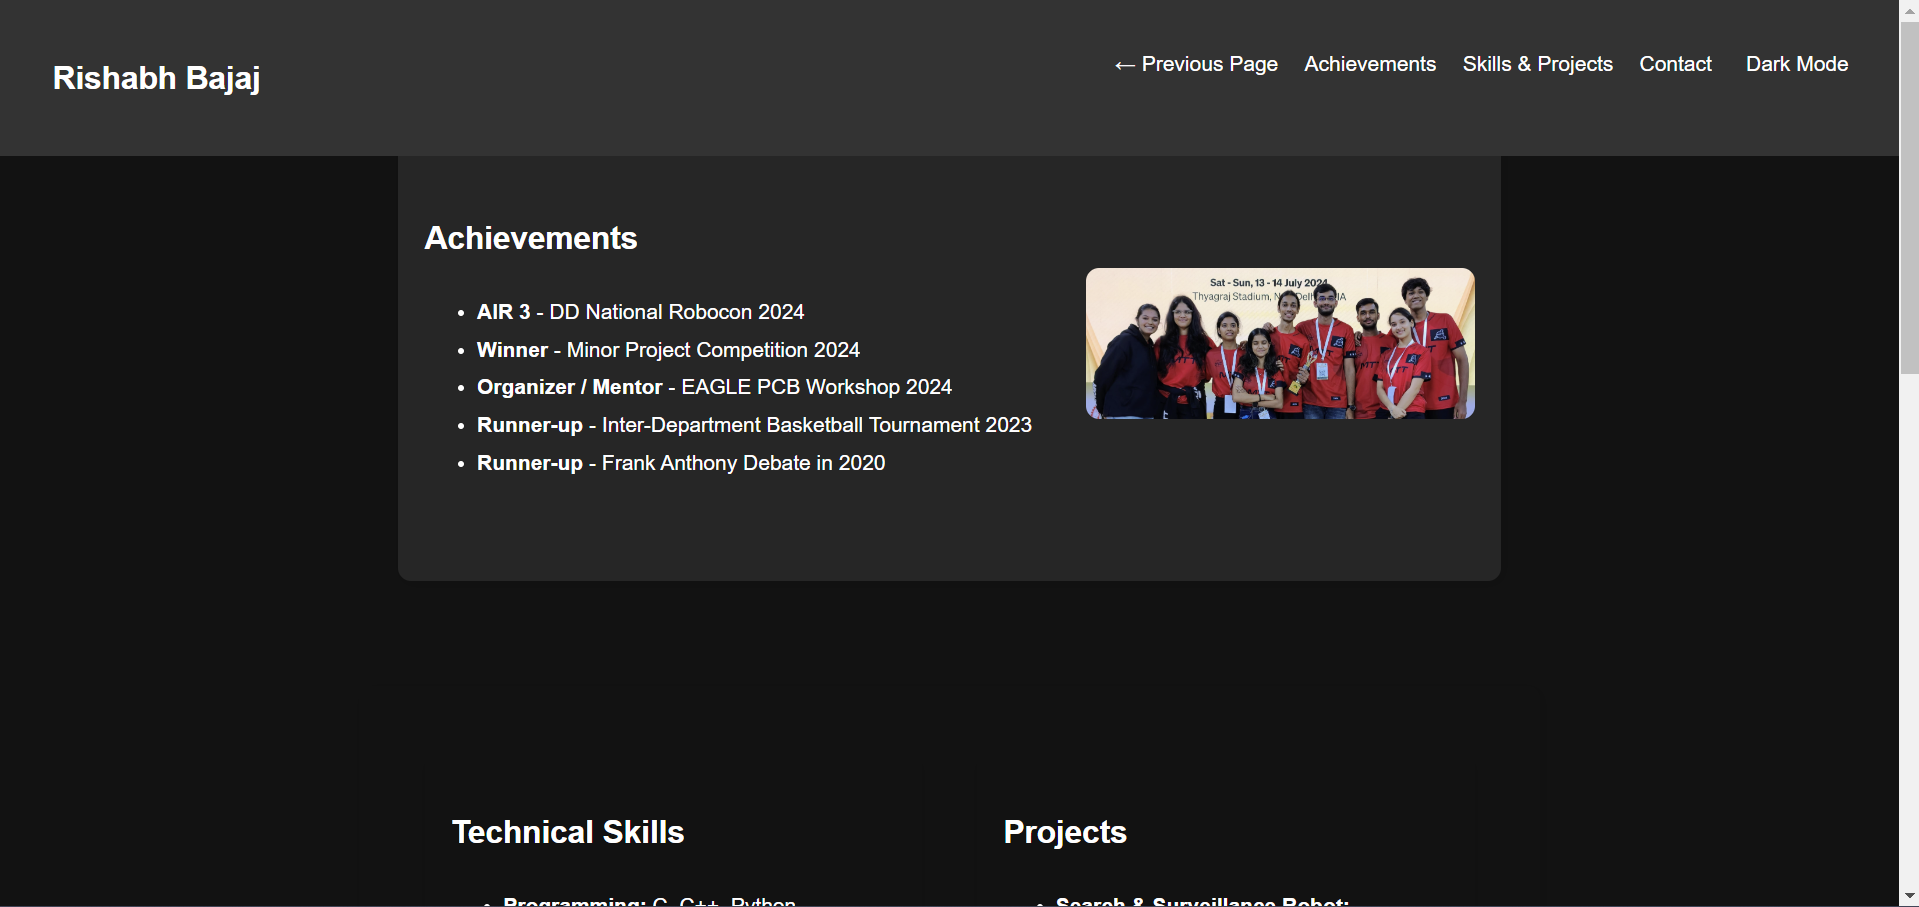 Rishabh Bajaj
← Previous Page Achievements Skills & Projects Contact Dark Mode
Achievements
• AIR 3 - DD National Robocon 2024
• Winner - Minor Project Competition 2024
• Organizer / Mentor - EAGLE PCB Workshop 2024
• Runner-up - Inter-Department Basketball Tournament 2023
• Runner-up - Frank Anthony Debate in 2020
Sat - Sun, 13 - 14 July 2024
Thyagraj Stadium,
Technical Skills
• Programming: C, C++, Python
Projects
• Search & Surveillance Robot: